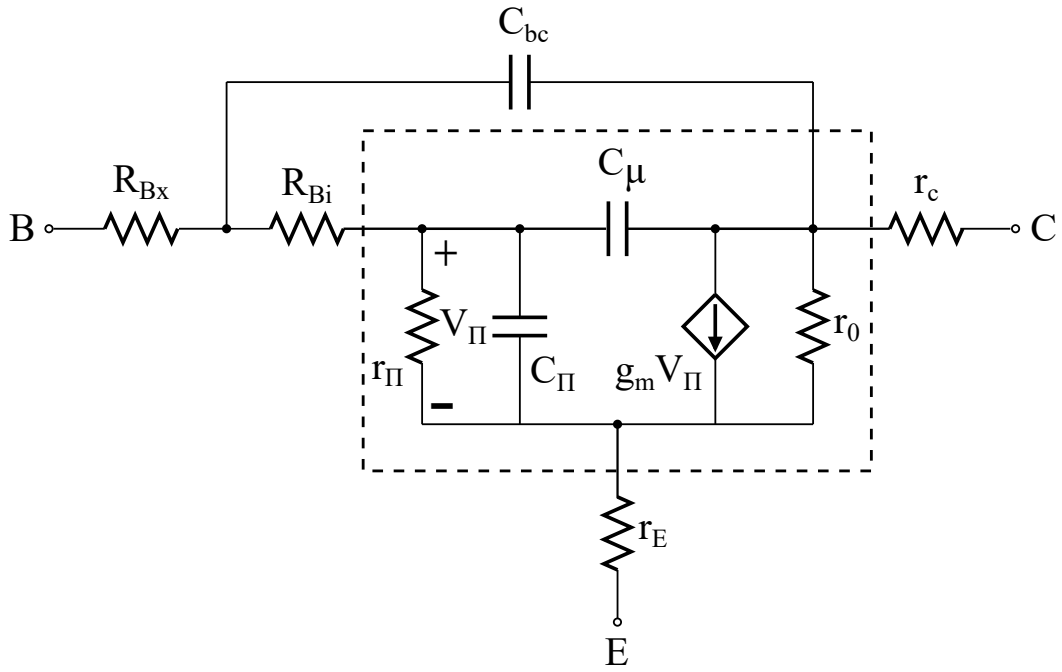 C_bc
R_Bx
R_Bi
C_μ
r_c
B
C
+
V_Π
r_Π
C_Π
g_mV_Π
r_0
-
r_E
E